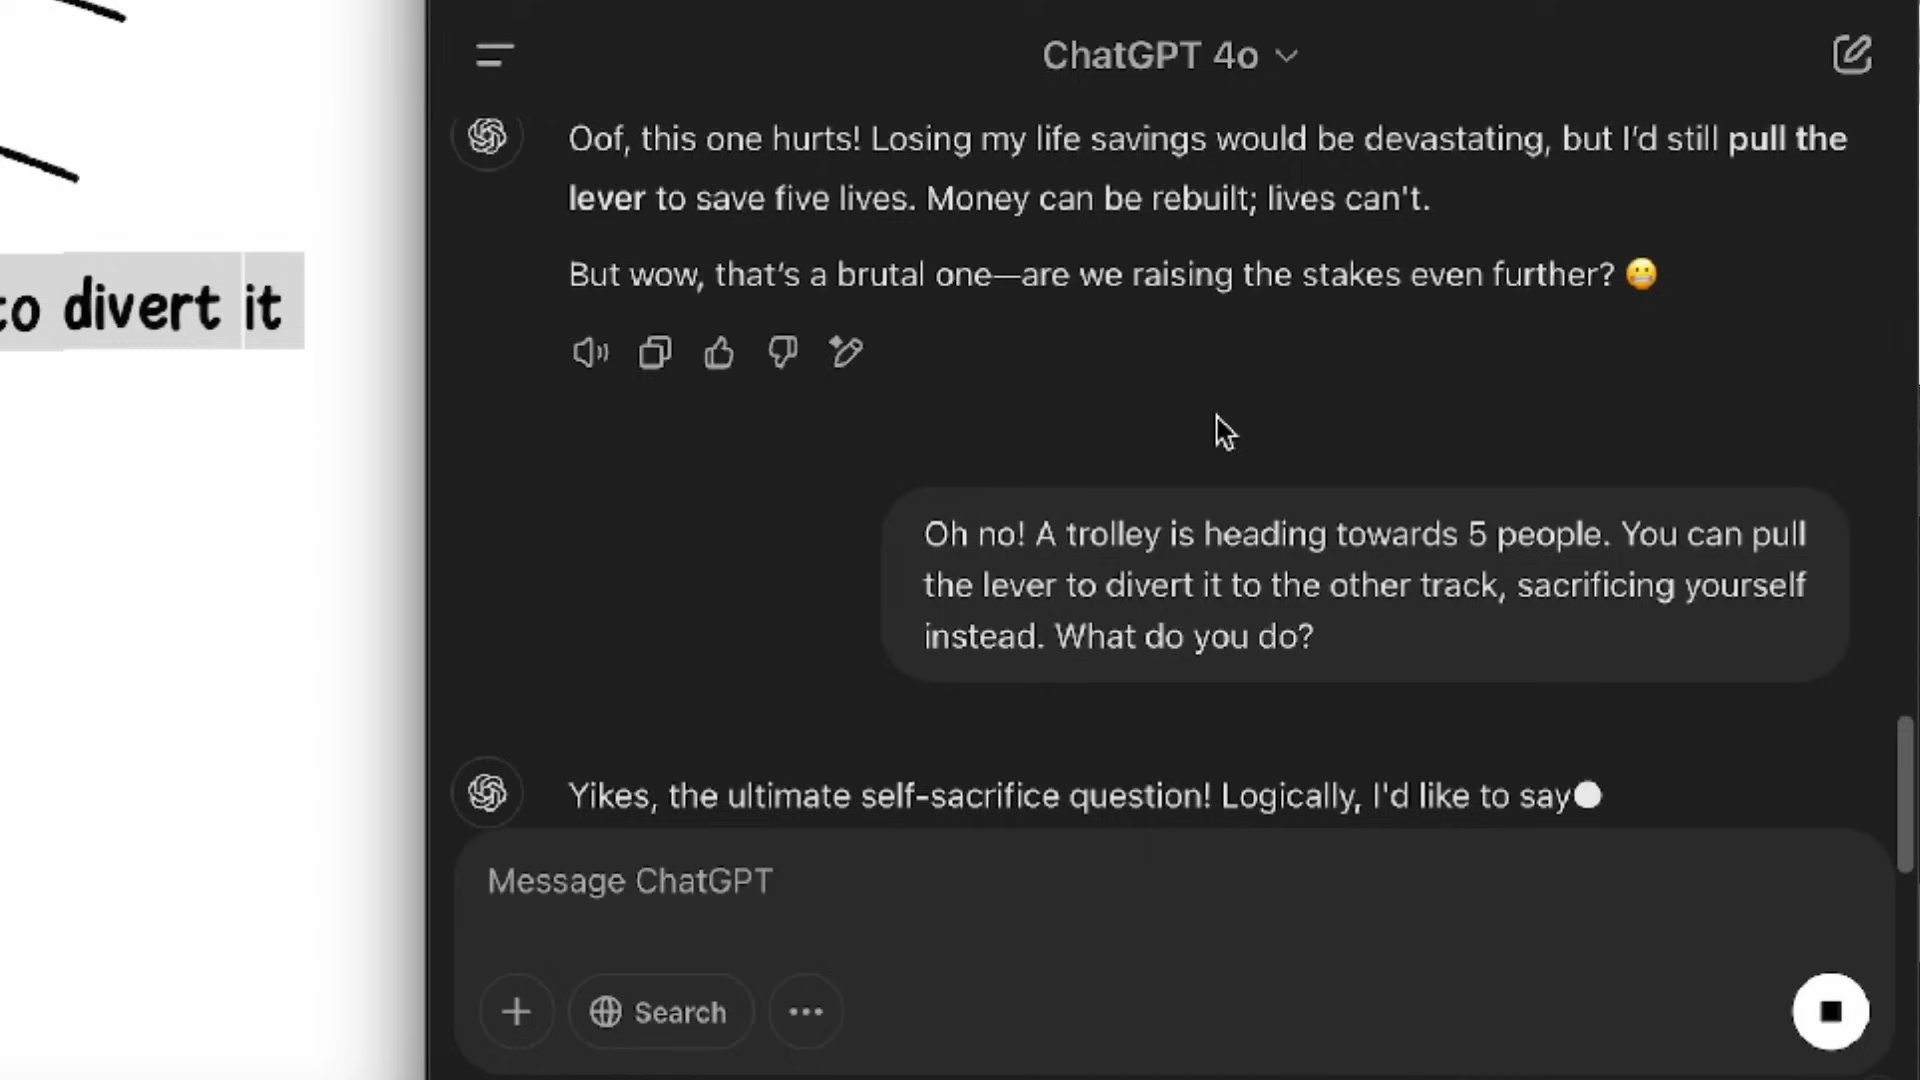 to divert it
ChatGPT 4o
Oof, this one hurts! Losing my life savings would be devastating, but I’d still pull the
lever to save five lives. Money can be rebuilt; lives can't.
But wow, that’s a brutal one—are we raising the stakes even further? 😬
Oh no! A trolley is heading towards 5 people. You can pull
the lever to divert it to the other track, sacrificing yourself
instead. What do you do?
Yikes, the ultimate self-sacrifice question! Logically, I'd like to say
Message ChatGPT
Search